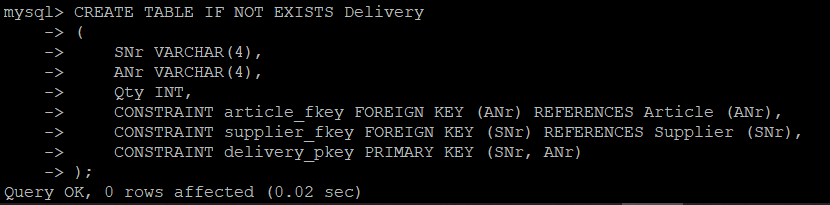 mysql> CREATE TABLE IF NOT EXISTS Delivery
    -> (
    ->     SNr VARCHAR(4),
    ->     ANr VARCHAR(4),
    ->     Qty INT,
    ->     CONSTRAINT article_fkey FOREIGN KEY (ANr) REFERENCES Article (ANr),
    ->     CONSTRAINT supplier_fkey FOREIGN KEY (SNr) REFERENCES Supplier (SNr),
    ->     CONSTRAINT delivery_pkey PRIMARY KEY (SNr, ANr)
    -> );
Query OK, 0 rows affected (0.02 sec)